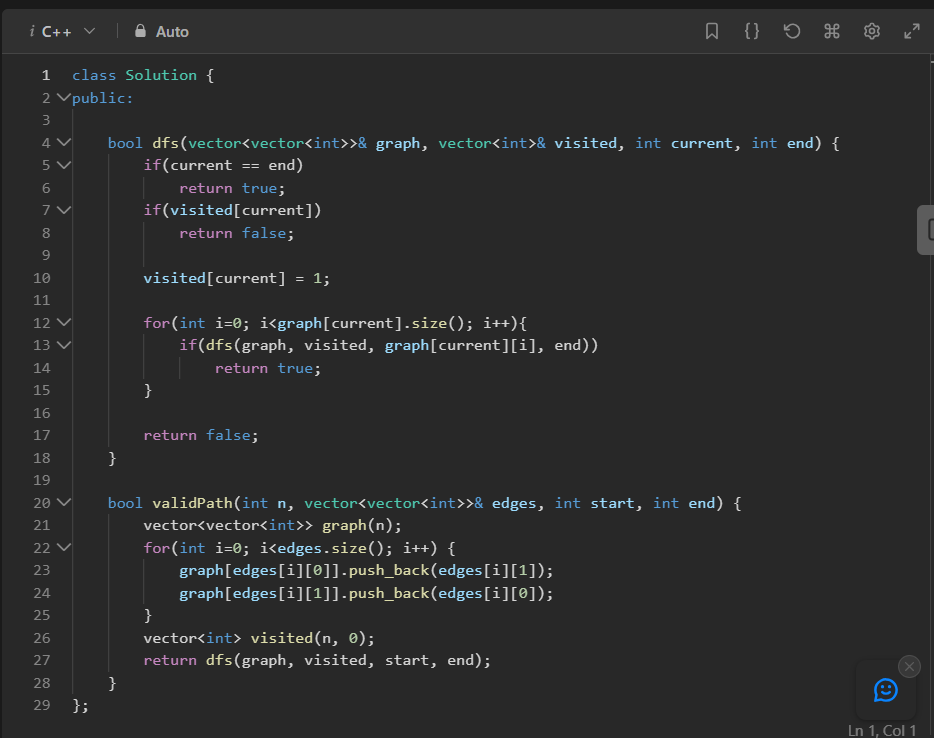 i C++ Auto
1 class Solution {
2 public:
3
4 bool dfs(vector<vector<int>>& graph, vector<int>& visited, int current, int end) {
5 if(current == end)
6 return true;
7 if(visited[current])
8 return false;
9
10 visited[current] = 1;
11
12 for(int i=0; i<graph[current].size(); i++){
13 if(dfs(graph, visited, graph[current][i], end))
14 return true;
15 }
16
17 return false;
18 }
19
20 bool validPath(int n, vector<vector<int>>& edges, int start, int end) {
21 vector<vector<int>> graph(n);
22 for(int i=0; i<edges.size(); i++) {
23 graph[edges[i][0]].push_back(edges[i][1]);
24 graph[edges[i][1]].push_back(edges[i][0]);
25 }
26 vector<int> visited(n, 0);
27 return dfs(graph, visited, start, end);
28 }
29 };
Ln 1, Col 1